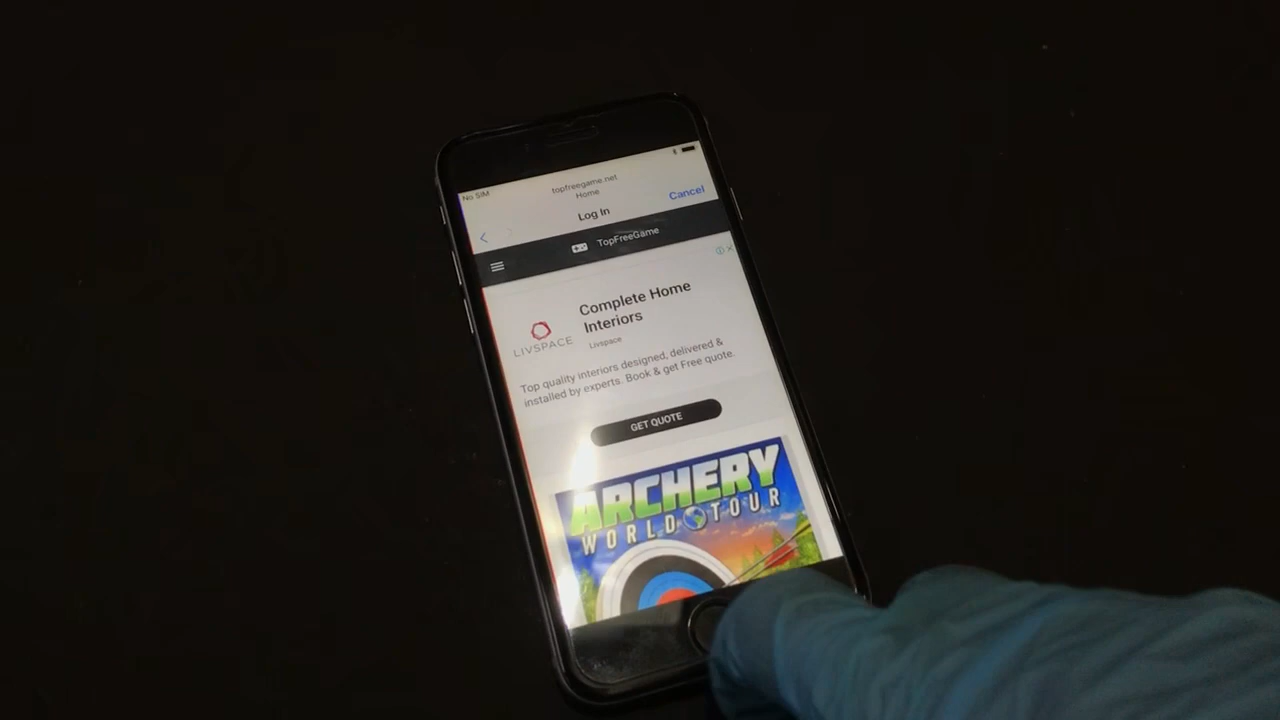 No SIM
topfreegame.net
Home
Cancel
Log In
TopFreeGame
Complete Home
Interiors
LIVSPACE
Livspace
Top quality interiors designed, delivered &
installed by experts. Book & get Free quote.
GET QUOTE
ARCHERY
WORLD TOUR